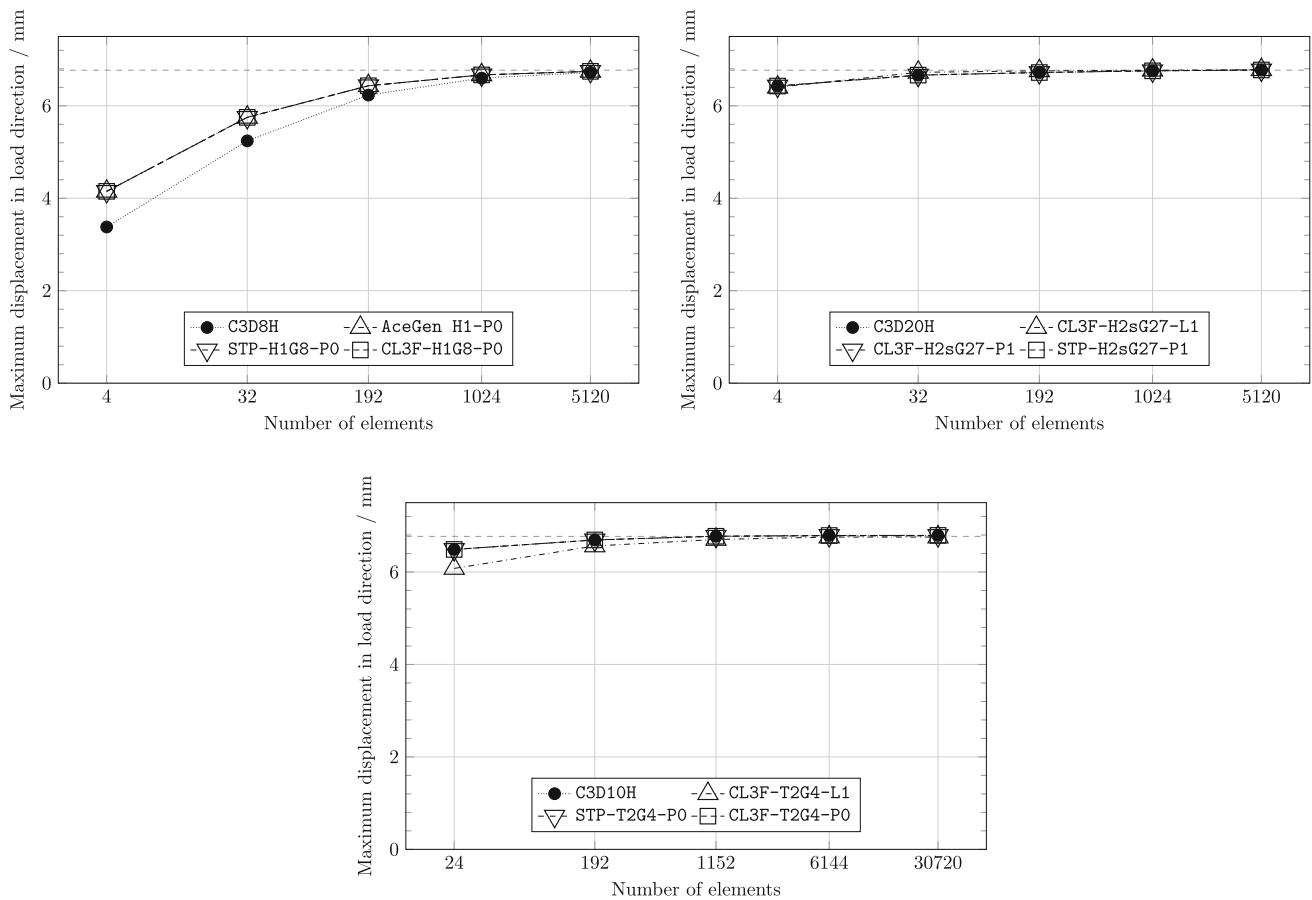 Maximum displacement in load direction / mm
6
4
2
0
4 32 192 1024 5120
Number of elements
C3D8H AceGen H1-P0
STP-H1G8-P0 CL3F-H1G8-P0
Maximum displacement in load direction / mm
6
4
2
0
4 32 192 1024 5120
Number of elements
C3D20H CL3F-H2sG27-L1
CL3F-H2sG27-P1 STP-H2sG27-P1
Maximum displacement in load direction / mm
6
4
2
0
24 192 1152 6144 30720
Number of elements
C3D10H CL3F-T2G4-L1
STP-T2G4-P0 CL3F-T2G4-P0